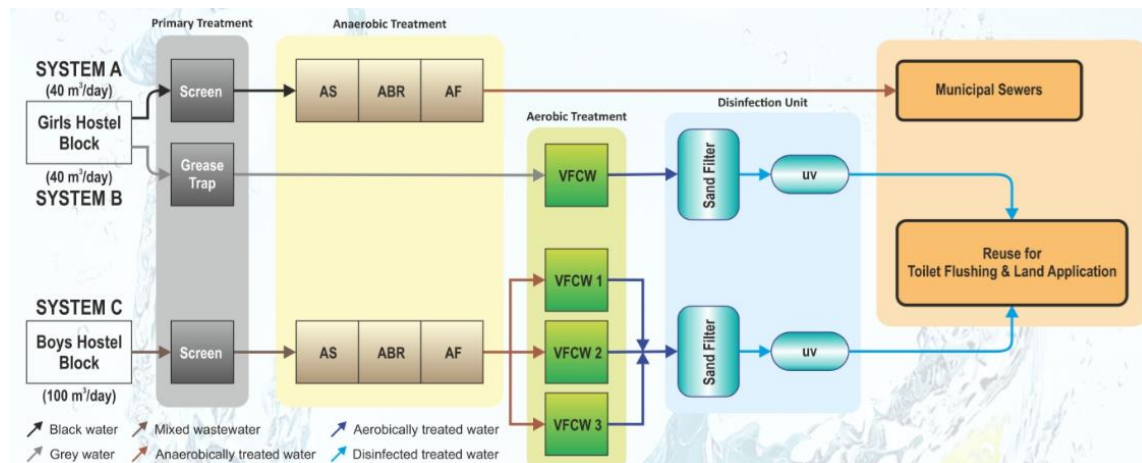 Primary Treatment
Anaerobic Treatment
SYSTEM A
(40 m³/day)
Girls Hostel
Block
(40 m³/day)
SYSTEM B
Screen
Grease
Trap
AS
ABR
AF
Aerobic Treatment
VFCW
Disinfection Unit
Sand Filter
uv
Municipal Sewers
Reuse for
Toilet Flushing & Land Application
SYSTEM C
Boys Hostel
Block
(100 m³/day)
Screen
AS
ABR
AF
VFCW 1
VFCW 2
VFCW 3
Sand Filter
uv
Black water
Mixed wastewater
Aerobically treated water
Grey water
Anaerobically treated water
Disinfected treated water